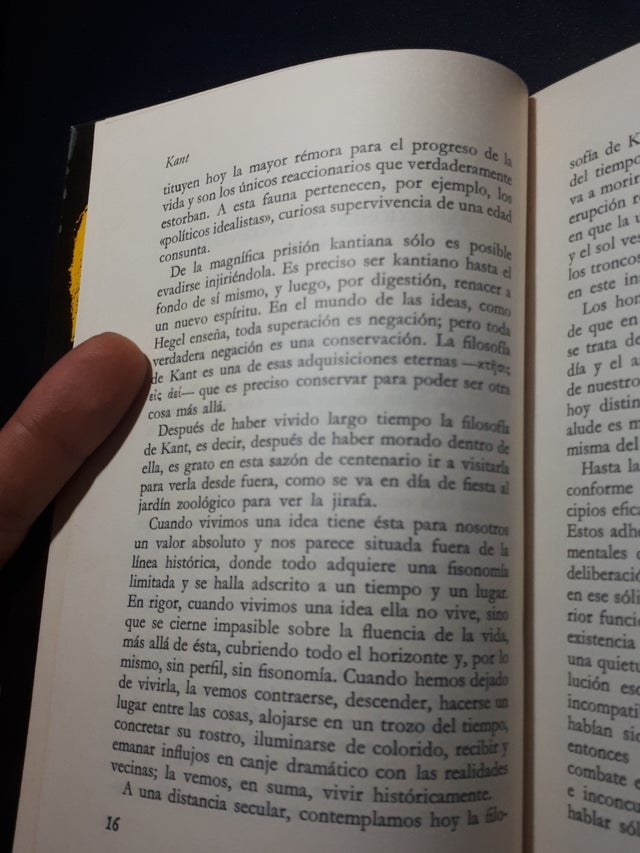 Kant
tituyen hoy la mayor rémora para el progreso de la
vida y son los únicos reaccionarios que verdaderamente
estorban. A esta fauna pertenecen, por ejemplo, los
«políticos idealistas», curiosa supervivencia de una edad
consunta.
De la magnífica prisión kantiana sólo es posible
evadirse injiriéndola. Es preciso ser kantiano hasta el
fondo de sí mismo, y luego, por digestión, renacer a
un nuevo espíritu. En el mundo de las ideas, como
Hegel enseña, toda superación es negación; pero toda
verdadera negación es una conservación. La filosofía
de Kant es una de esas adquisiciones eternas —κτῆσις
εἰς ἀεί— que es preciso conservar para poder ser otra
cosa más allá.
Después de haber vivido largo tiempo la filosofía
de Kant, es decir, después de haber morado dentro de
ella, es grato en esta sazón de centenario ir a visitarla
para verla desde fuera, como se va en día de fiesta al
jardín zoológico para ver la jirafa.
Cuando vivimos una idea tiene ésta para nosotros
un valor absoluto y nos parece situada fuera de la
línea histórica, donde todo adquiere una fisonomía
limitada y se halla adscrito a un tiempo y un lugar.
En rigor, cuando vivimos una idea ella no vive, sino
que se cierne impasible sobre la fluencia de la vida,
más allá de ésta, cubriendo todo el horizonte y, por lo
mismo, sin perfil, sin fisonomía. Cuando hemos dejado
de vivirla, la vemos contraerse, descender, hacerse un
lugar entre las cosas, alojarse en un trozo del tiempo,
concretar su rostro, iluminarse de colorido, recibir y
emanar influjos en canje dramático con las realidades
vecinas; la vemos, en suma, vivir históricamente.
A una distancia secular, contemplamos hoy la filo-
16
sofía de K
del tiempo
va a morir
erupción r
en que la u
y el sol ves
los troncos
en este in
Los hor
de que en
se trata de
día y el a
de nuestro
hoy distin
alude es m
misma del
Hasta la
conforme
cipios efica
Estos adhe
mentales
deliberació
en ese sóli
rior funci
existencia
una quietu
lución eso
incompati
habían sid
entonces
combate e
e inconcu
hablar sól